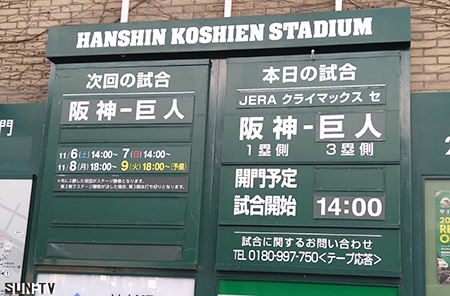 HANSHIN KOSHIEN STADIUM
次回の試合
阪神-巨人
11/6(土)14:00~ 7(日)14:00~
11/8(月)18:00~9(火)18:00~(予備)
本日の試合
JERA クライマックス セ
阪神-巨人
1塁側 3塁側
開門予定
試合開始 14:00
試合に関するお問い合わせ
TEL 0180-997-750<テープ応答>
門
SUN-TV